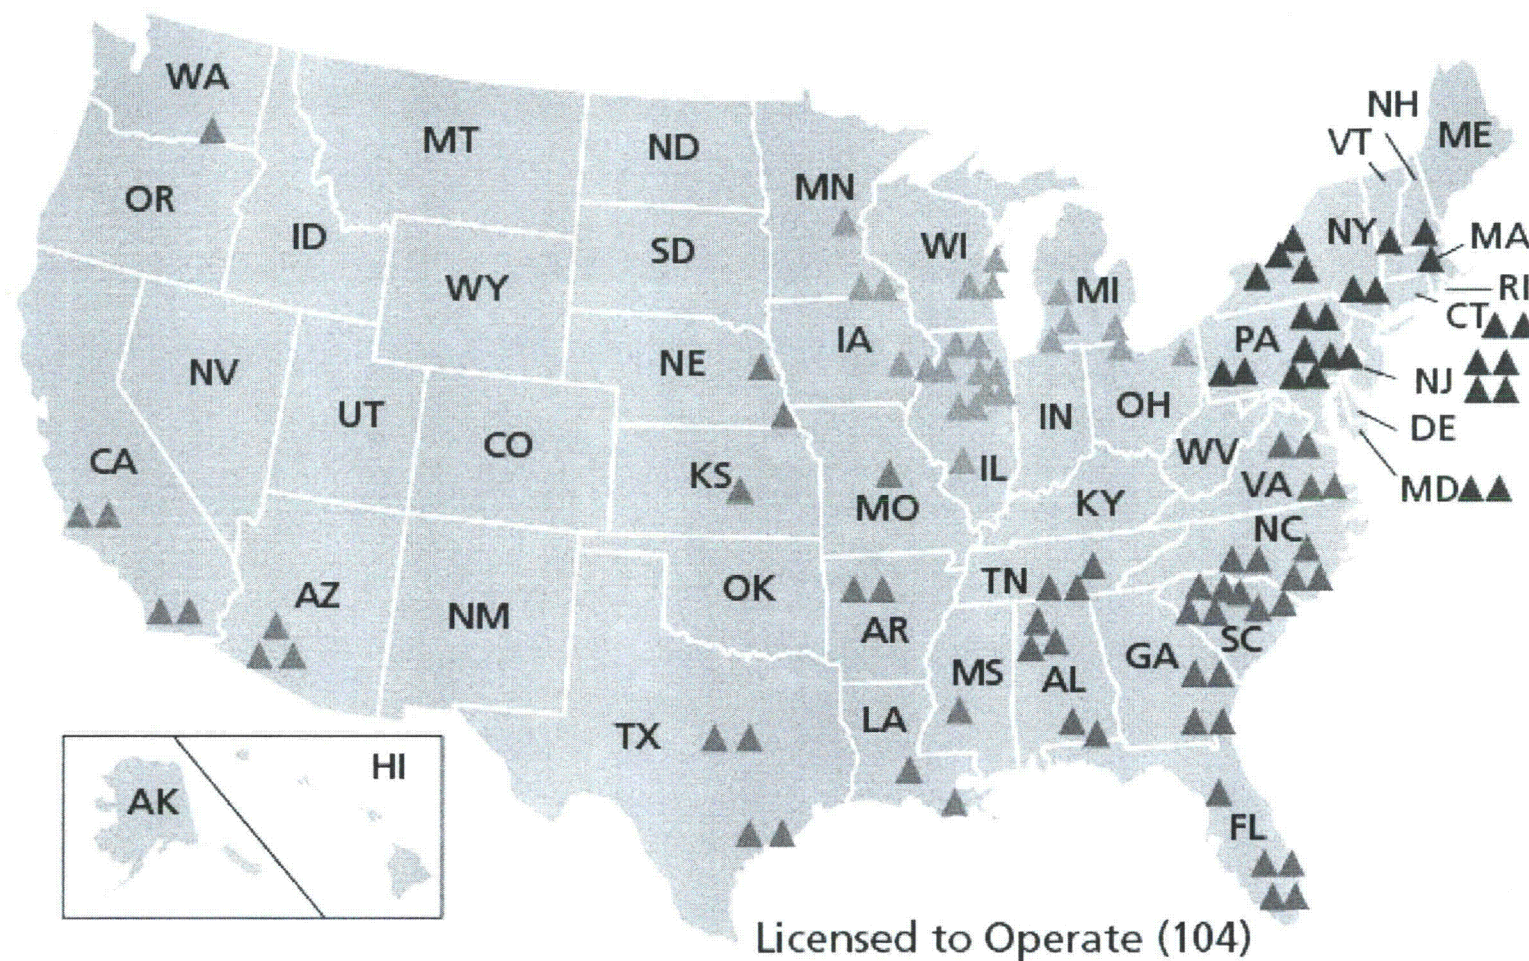 WA
MT
ND
MN
OR
ID
SD
WI
WY
MI
NH
VT
ME
NY
MA
RI
CT
IA
NE
NV
UT
CO
PA
NJ
IN
OH
DE
CA
KS
MO
IL
WV
KY
VA
MD
NC
AZ
NM
OK
AR
TN
SC
GA
MS
AL
TX
LA
FL
AK
HI
Licensed to Operate (104)